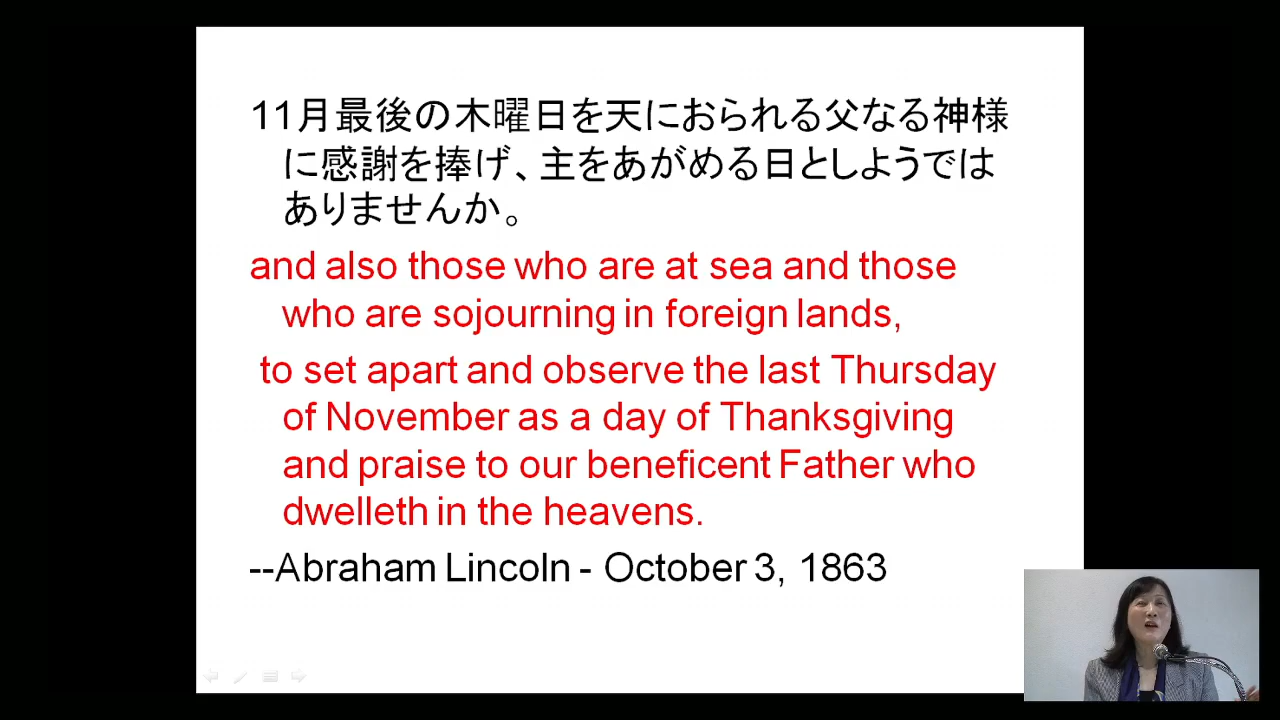 11月最後の木曜日を天におられる父なる神様
に感謝を捧げ、主をあがめる日としようでは
ありませんか。
and also those who are at sea and those
who are sojourning in foreign lands,
to set apart and observe the last Thursday
of November as a day of Thanksgiving
and praise to our beneficent Father who
dwelleth in the heavens.
--Abraham Lincoln - October 3, 1863